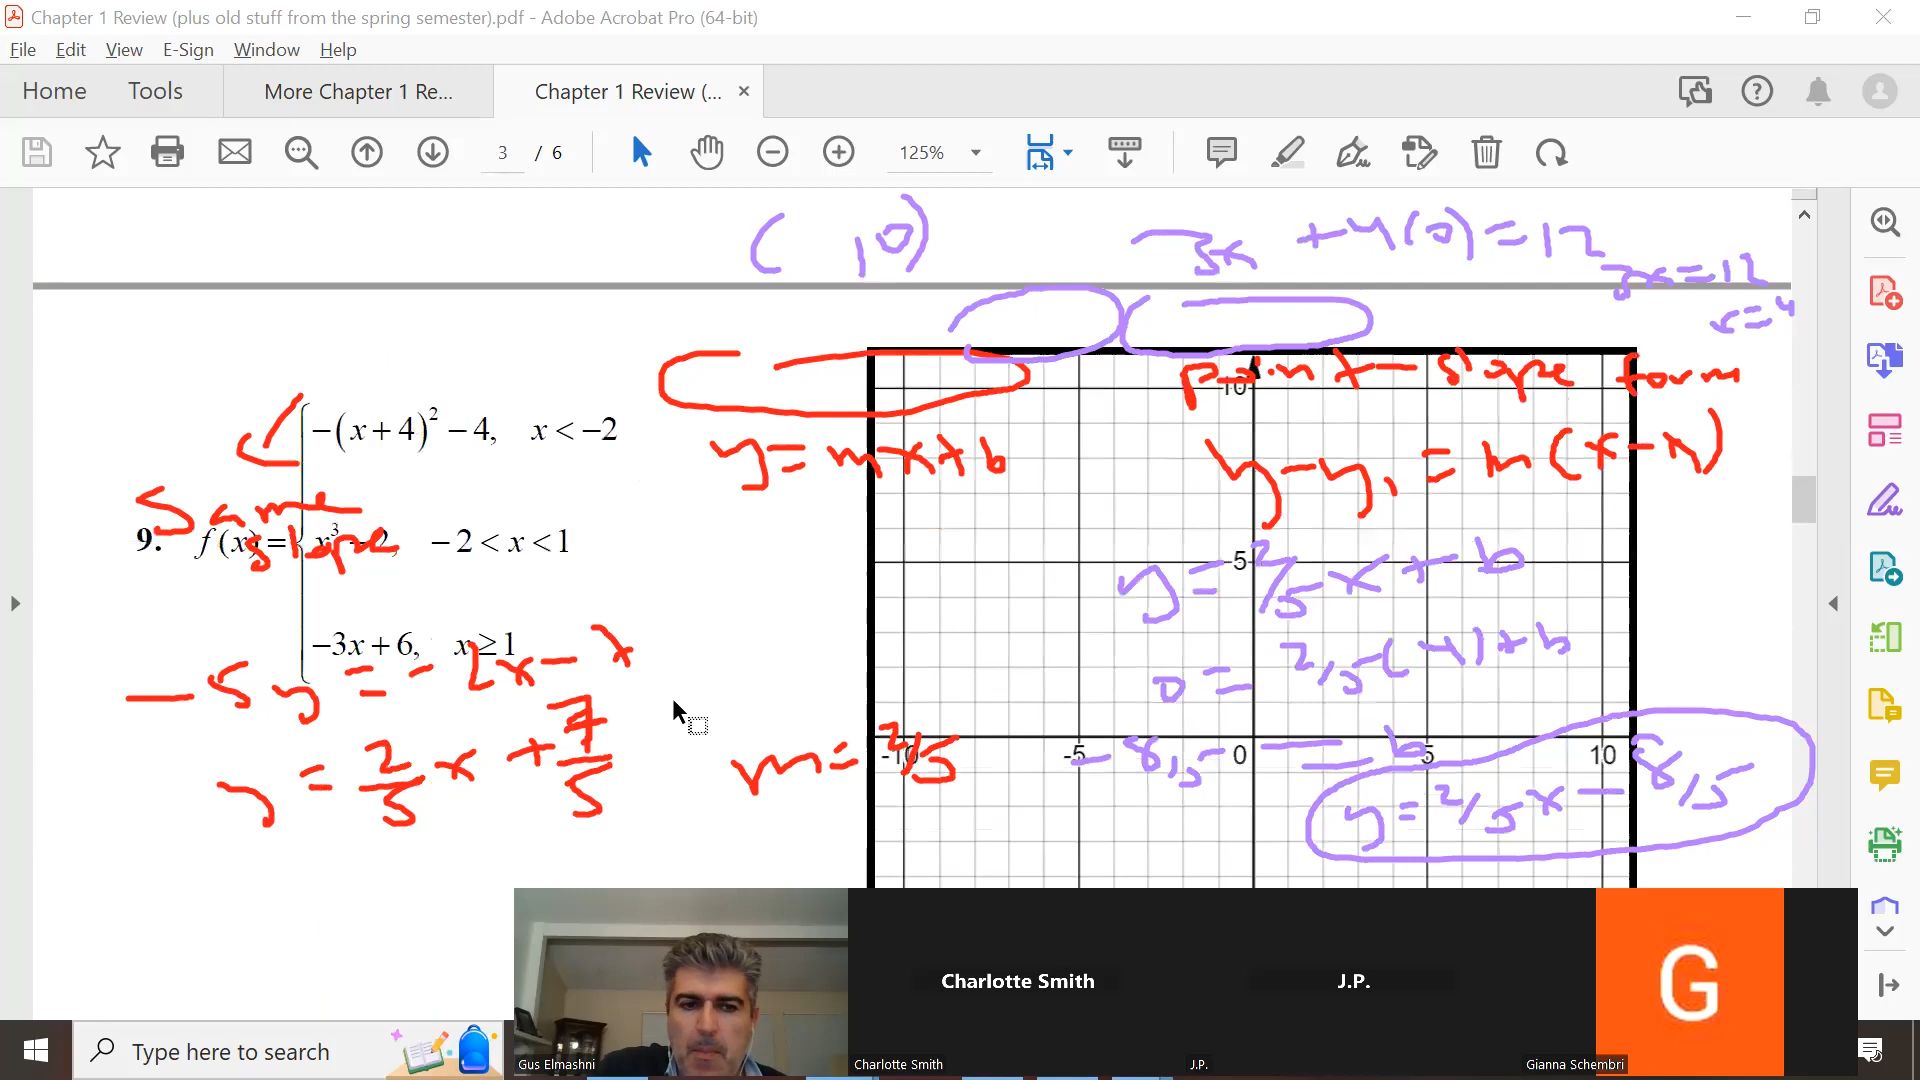 Chapter 1 Review (plus old stuff from the spring semester).pdf - Adobe Acrobat Pro (64-bit)
File Edit View E-Sign Window Help
Home Tools More Chapter 1 Re... Chapter 1 Review (... ×
3 / 6 125%
( , 0) 3x +4(0)=12
3x=12
x=4
point-slope form
10
-(x+4)² - 4, x < -2
y=mx+b y-y₁ = m(x-x₁)
same
slope
9. f(x) = x³ - 2, -2 < x < 1
5
y = 2/5 x + b
-3x + 6, x ≥ 1
0 = 2/5(4)+b
-5y = -2x - 7
y = 2/5 x + 7/5 m = 2/5
-10 -5 0 5 10
-8/5 = b
y = 2/5 x - 8/5
Charlotte Smith J.P. G
Gus Elmashni Charlotte Smith J.P. Gianna Schembri
Type here to search